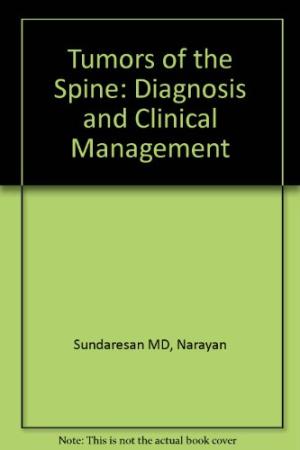 Tumors of the
Spine: Diagnosis
and Clinical
Management
Sundaresan MD, Narayan
Note: This is not the actual book cover